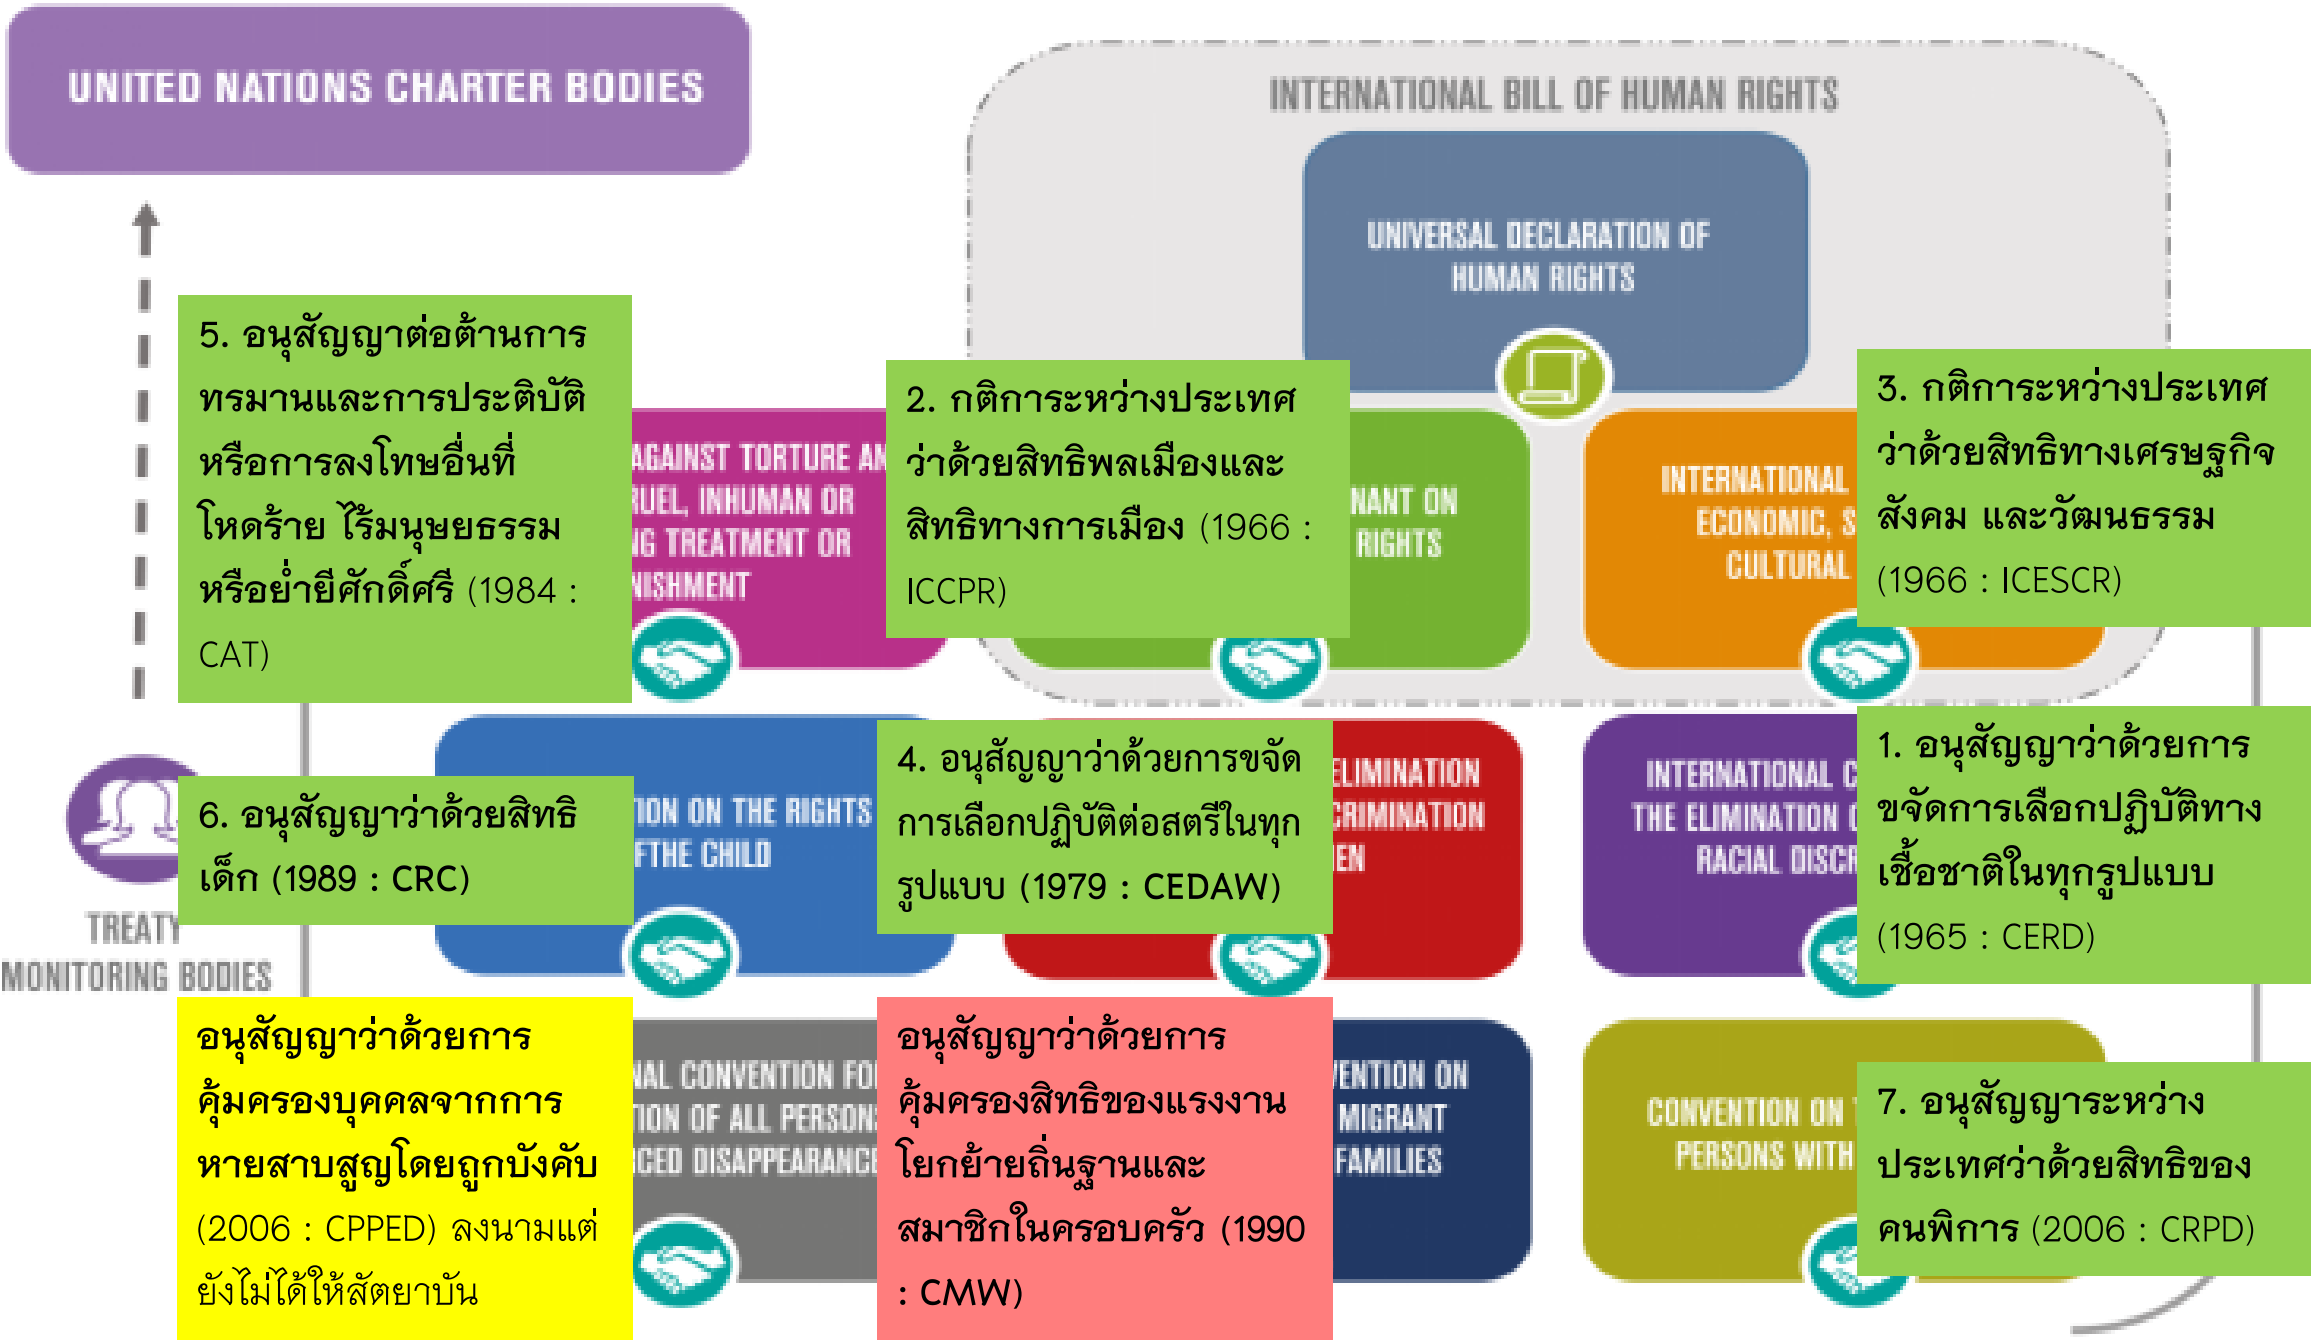 UNITED NATIONS CHARTER BODIES
INTERNATIONAL BILL OF HUMAN RIGHTS
UNIVERSAL DECLARATION OF
HUMAN RIGHTS
5. อนุสัญญาต่อต้านการ
ทรมานและการประติบัติ
หรือการลงโทษอื่นที่
โหดร้าย ไร้มนุษยธรรม
หรือย่ำยีศักดิ์ศรี (1984 :
CAT)
AGAINST TORTURE
INHUMAN OR
TREATMENT OR
2. กติการะหว่างประเทศ
ว่าด้วยสิทธิพลเมืองและ
สิทธิทางการเมือง (1966 :
ICCPR)
ON
RIGHTS
INTERNATIONAL
ECONOMIC,
CULTURAL
3. กติการะหว่างประเทศ
ว่าด้วยสิทธิทางเศรษฐกิจ
สังคม และวัฒนธรรม
(1966 : ICESCR)
TREATY
MONITORING BODIES
6. อนุสัญญาว่าด้วยสิทธิ
เด็ก (1989 : CRC)
ON THE RIGHTS
THE CHILD
4. อนุสัญญาว่าด้วยการขจัด
การเลือกปฏิบัติต่อสตรีในทุก
รูปแบบ (1979 : CEDAW)
ELIMINATION
INTERNATIONAL
THE ELIMINATION
RACIAL
1. อนุสัญญาว่าด้วยการ
ขจัดการเลือกปฏิบัติทาง
เชื้อชาติในทุกรูปแบบ
(1965 : CERD)
อนุสัญญาว่าด้วยการ
คุ้มครองบุคคลจากการ
หายสาบสูญโดยถูกบังคับ
(2006 : CPPED) ลงนามแต่
ยังไม่ได้ให้สัตยาบัน
CONVENTION
OF ALL
DISAPPEARANCE
อนุสัญญาว่าด้วยการ
คุ้มครองสิทธิของแรงงาน
โยกย้ายถิ่นฐานและ
สมาชิกในครอบครัว (1990
: CMW)
ON
MIGRANT
FAMILIES
CONVENTION ON
PERSONS WITH
7. อนุสัญญาระหว่าง
ประเทศว่าด้วยสิทธิของ
คนพิการ (2006 : CRPD)